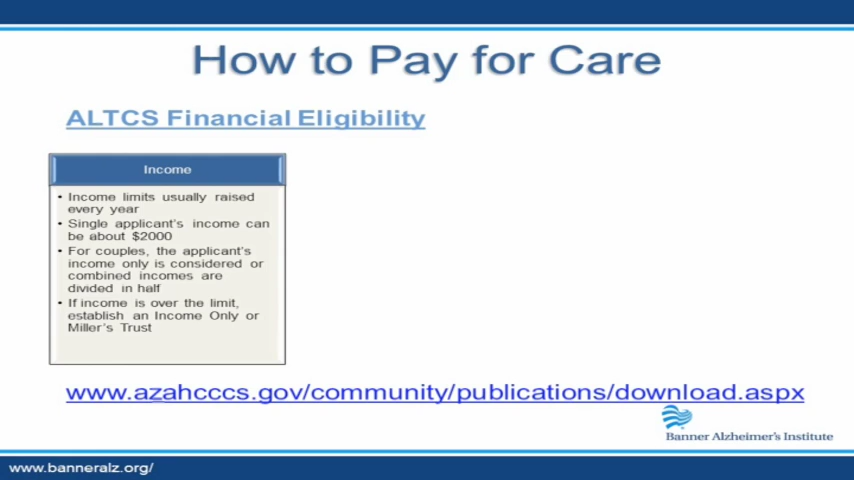 How to Pay for Care
ALTCS Financial Eligibility
Income
• Income limits usually raised
every year
• Single applicant's income can
be about $2000
• For couples, the applicant's
income only is considered or
combined incomes are
divided in half
• If income is over the limit,
establish an Income Only or
Miller's Trust
www.azahcccs.gov/community/publications/download.aspx
Banner Alzheimer's Institute
www.banneralz.org/